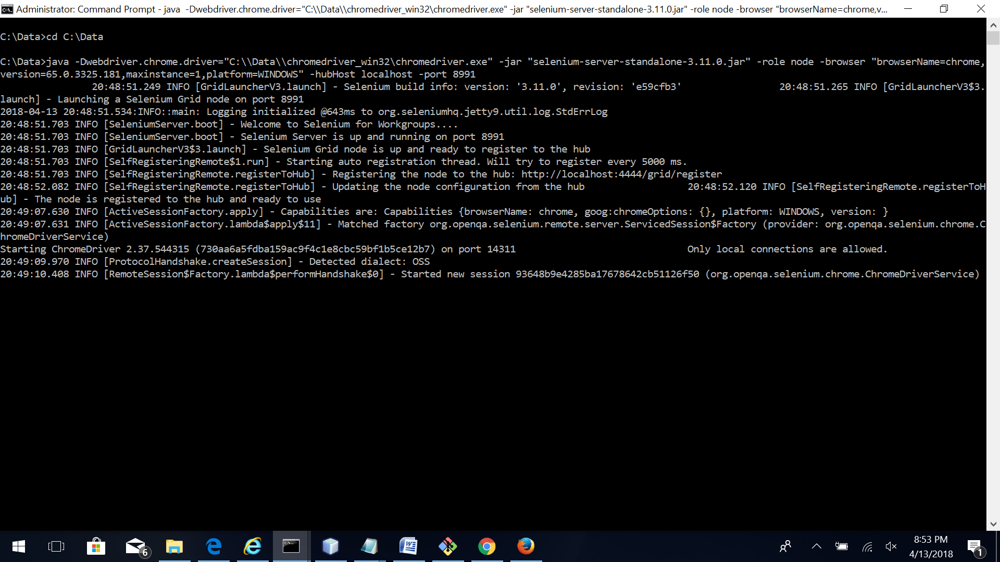 Administrator: Command Prompt - java  -Dwebdriver.chrome.driver="C:\\Data\\chromedriver_win32\chromedriver.exe" -jar "selenium-server-standalone-3.11.0.jar" -role node -browser "browserName=chrome,v...
C:\Data>cd C:\Data
C:\Data>java -Dwebdriver.chrome.driver="C:\\Data\\chromedriver_win32\chromedriver.exe" -jar "selenium-server-standalone-3.11.0.jar" -role node -browser "browserName=chrome,
version=65.0.3325.181,maxinstance=1,platform=WINDOWS" -hubHost localhost -port 8991
20:48:51.249 INFO [GridLauncherV3.launch] - Selenium build info: version: '3.11.0', revision: 'e59cfb3'                 20:48:51.265 INFO [GridLauncherV3$3.
launch] - Launching a Selenium Grid node on port 8991
2018-04-13 20:48:51.534:INFO::main: Logging initialized @643ms to org.seleniumhq.jetty9.util.log.StdErrLog
20:48:51.703 INFO [SeleniumServer.boot] - Welcome to Selenium for Workgroups....
20:48:51.703 INFO [SeleniumServer.boot] - Selenium Server is up and running on port 8991
20:48:51.703 INFO [GridLauncherV3$3.launch] - Selenium Grid node is up and ready to register to the hub
20:48:51.703 INFO [SelfRegisteringRemote$1.run] - Starting auto registration thread. Will try to register every 5000 ms.
20:48:51.703 INFO [SelfRegisteringRemote.registerToHub] - Registering the node to the hub: http://localhost:4444/grid/register
20:48:52.082 INFO [SelfRegisteringRemote.registerToHub] - Updating the node configuration from the hub                  20:48:52.120 INFO [SelfRegisteringRemote.registerToH
ub] - The node is registered to the hub and ready to use
20:49:07.630 INFO [ActiveSessionFactory.apply] - Capabilities are: Capabilities {browserName: chrome, goog:chromeOptions: {}, platform: WINDOWS, version: }
20:49:07.631 INFO [ActiveSessionFactory.lambda$apply$11] - Matched factory org.openqa.selenium.remote.server.ServicedSession$Factory (provider: org.openqa.selenium.chrome.C
hromeDriverService)
Starting ChromeDriver 2.37.544315 (730aa6a5fdba159ac9f4c1e8cbc59bf1b5ce12b7) on port 14311                              Only local connections are allowed.
20:49:09.970 INFO [ProtocolHandshake.createSession] - Detected dialect: OSS
20:49:10.408 INFO [RemoteSession$Factory.lambda$performHandshake$0] - Started new session 93648b9e4285ba17678642cb51126f50 (org.openqa.selenium.chrome.ChromeDriverService)
6
8:53 PM
4/13/2018
1